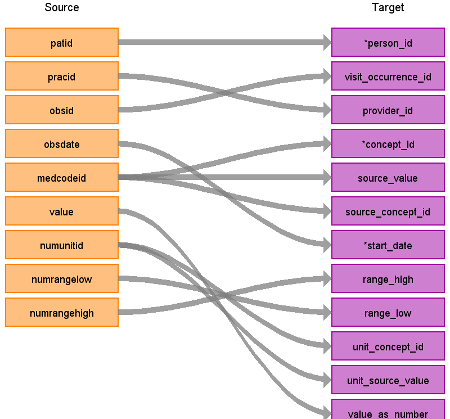 Source
Target
patid
*person_id
pracid
visit_occurrence_id
obsid
provider_id
obsdate
*concept_id
medcodeid
source_value
value
source_concept_id
numunitid
*start_date
numrangelow
range_high
numrangehigh
range_low
unit_concept_id
unit_source_value
value_as_number